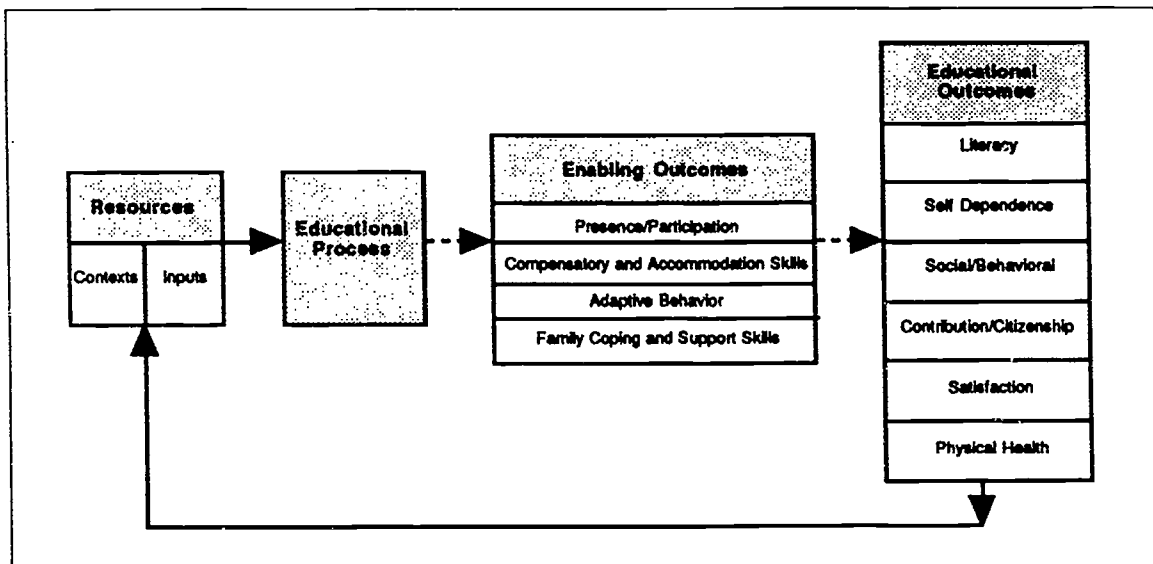 Resources
Contexts
Inputs
Educational
Process
Enabling Outcomes
Presence/Participation
Compensatory and Accommodation Skills
Adaptive Behavior
Family Coping and Support Skills
Educational
Outcomes
Literacy
Self Dependence
Social/Behavioral
Contribution/Citizenship
Satisfaction
Physical Health